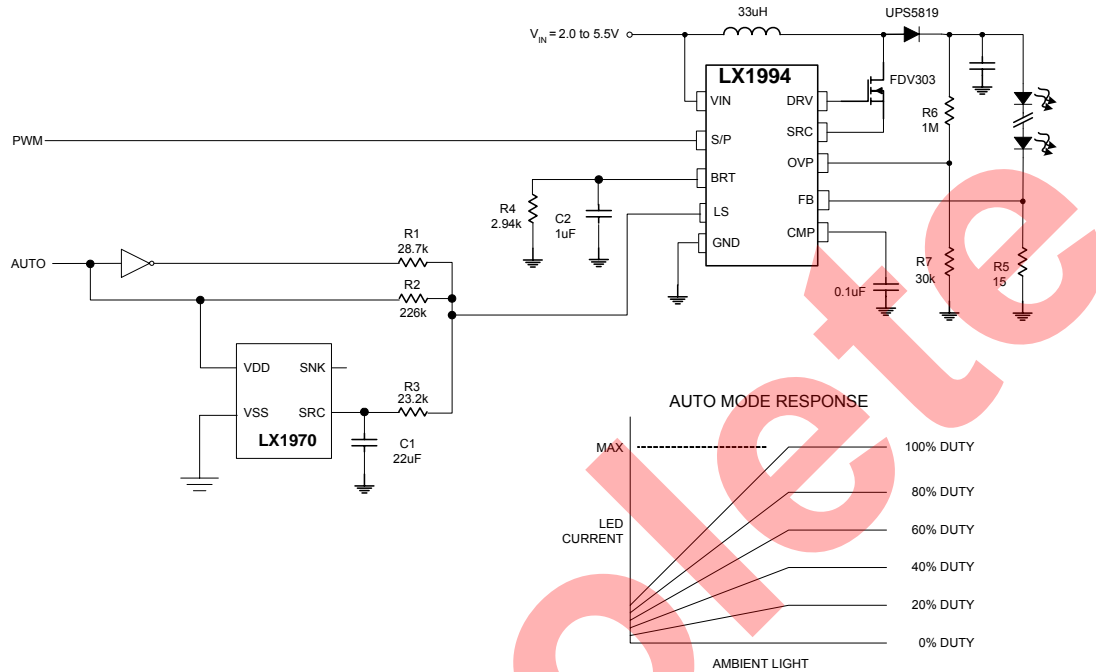 33uH
UPS5819
VIN = 2.0 to 5.5V
LX1994
FDV303
VIN
DRV
R6
1M
PWM
S/P
SRC
OVP
BRT
R4
2.94k
C2
1uF
LS
FB
GND
CMP
R1
28.7k
AUTO
R7
30k
R5
15
R2
226k
0.1uF
VDD
SNK
R3
23.2k
VSS
SRC
LX1970
C1
22uF
AUTO MODE RESPONSE
MAX
100% DUTY
80% DUTY
LED
CURRENT
60% DUTY
40% DUTY
20% DUTY
0% DUTY
AMBIENT LIGHT
olete